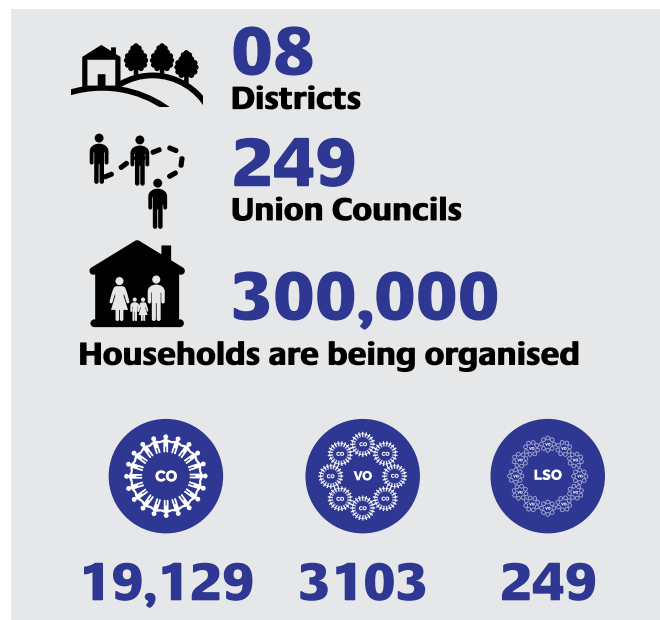 08
Districts
249
Union Councils
300,000
Households are being organised
CO
VO
LSO
19,129
3103
249